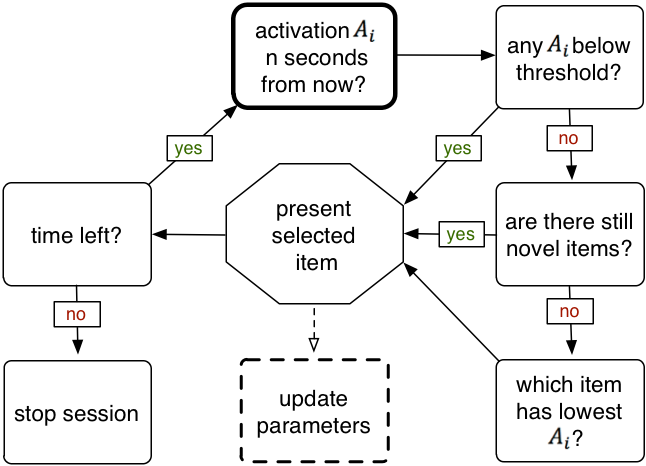 activation A_i
n seconds
from now?
any A_i below
threshold?
yes
yes
no
time left?
present
selected
item
yes
are there still
novel items?
no
no
stop session
update
parameters
which item
has lowest
A_i?